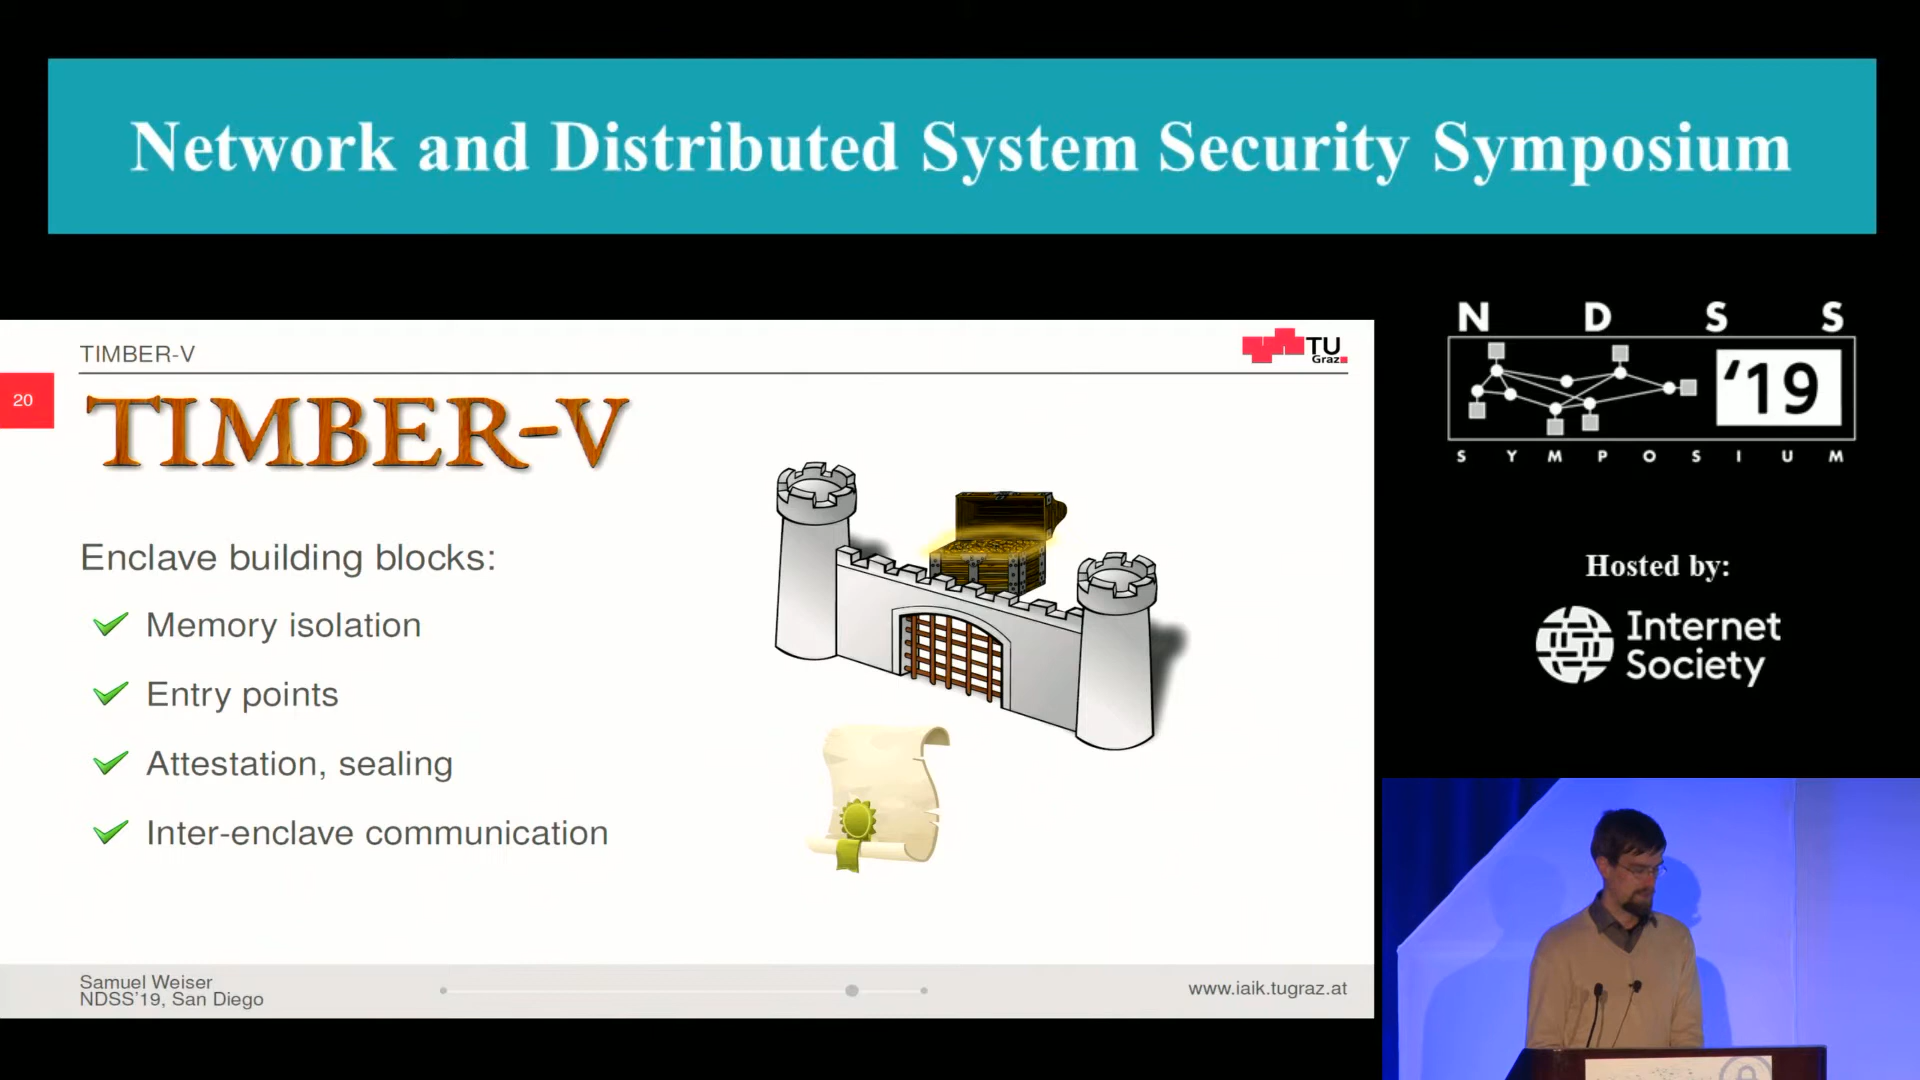 Network and Distributed System Security Symposium
TIMBER-V
TU
Graz
20
TIMBER-V
Enclave building blocks:
Memory isolation
Entry points
Attestation, sealing
Inter-enclave communication
Samuel Weiser
NDSS'19, San Diego
www.iaik.tugraz.at
N D S S
'19
S Y M P O S I U M
Hosted by:
Internet
Society